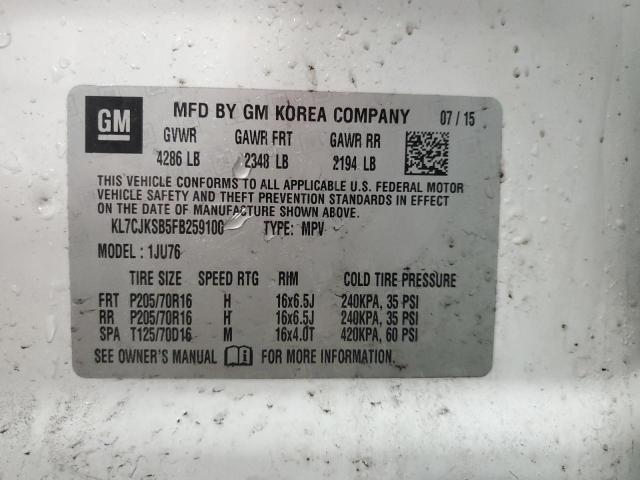 GM
MFD BY GM KOREA COMPANY 07 / 15
GVWR GAWR FRT GAWR RR
4286 LB 2348 LB 2194 LB
THIS VEHICLE CONFORMS TO ALL APPLICABLE U.S. FEDERAL MOTOR
VEHICLE SAFETY AND THEFT PREVENTION STANDARDS IN EFFECT
ON THE DATE OF MANUFACTURE SHOWN ABOVE.
KL7CJKSB5FB259100 TYPE: MPV
MODEL : 1JU76
TIRE SIZE SPEED RTG RIM COLD TIRE PRESSURE
FRT P205/70R16 H 16x6.5J 240KPA, 35 PSI
RR P205/70R16 H 16x6.5J 240KPA, 35 PSI
SPA T125/70D16 M 16x4.0T 420KPA, 60 PSI
SEE OWNER'S MANUAL FOR MORE INFORMATION.